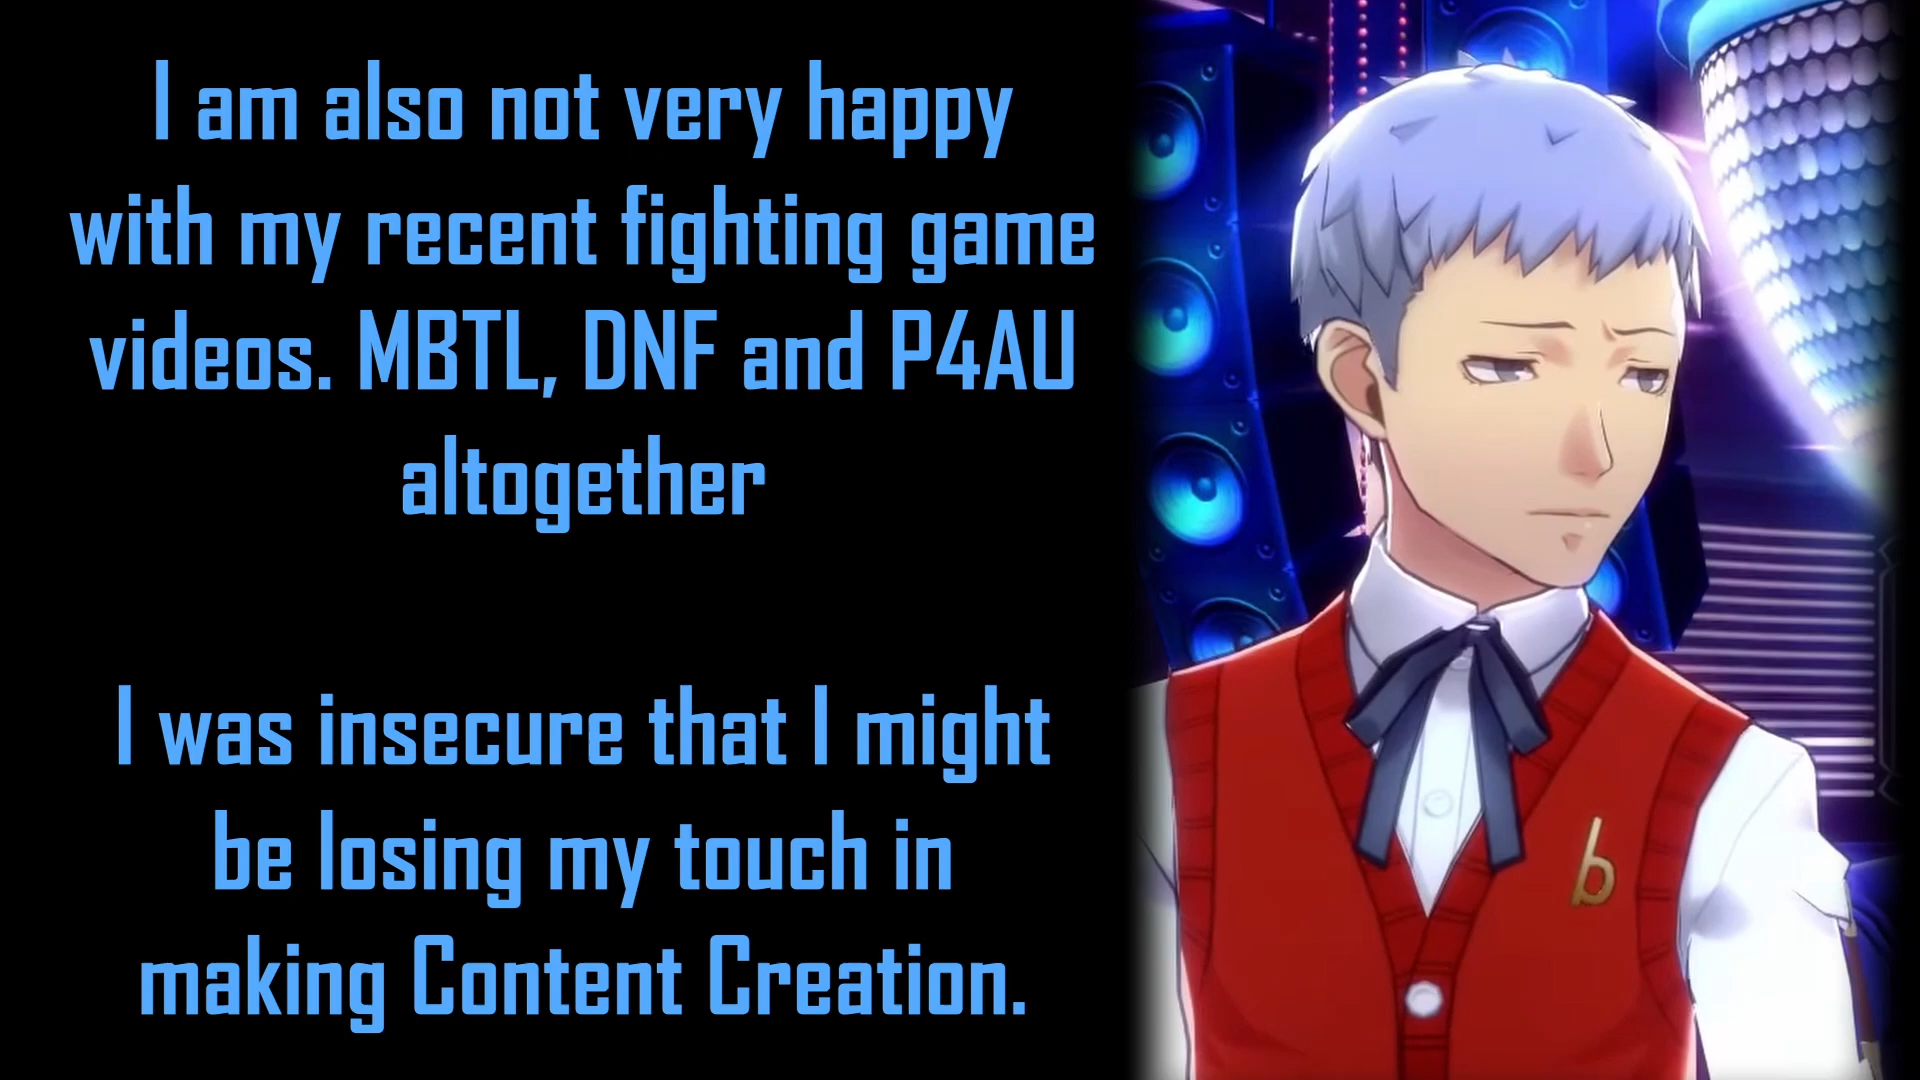 I am also not very happy
with my recent fighting game
videos. MBTL, DNF and P4AU
altogether
I was insecure that I might
be losing my touch in
making Content Creation.
b